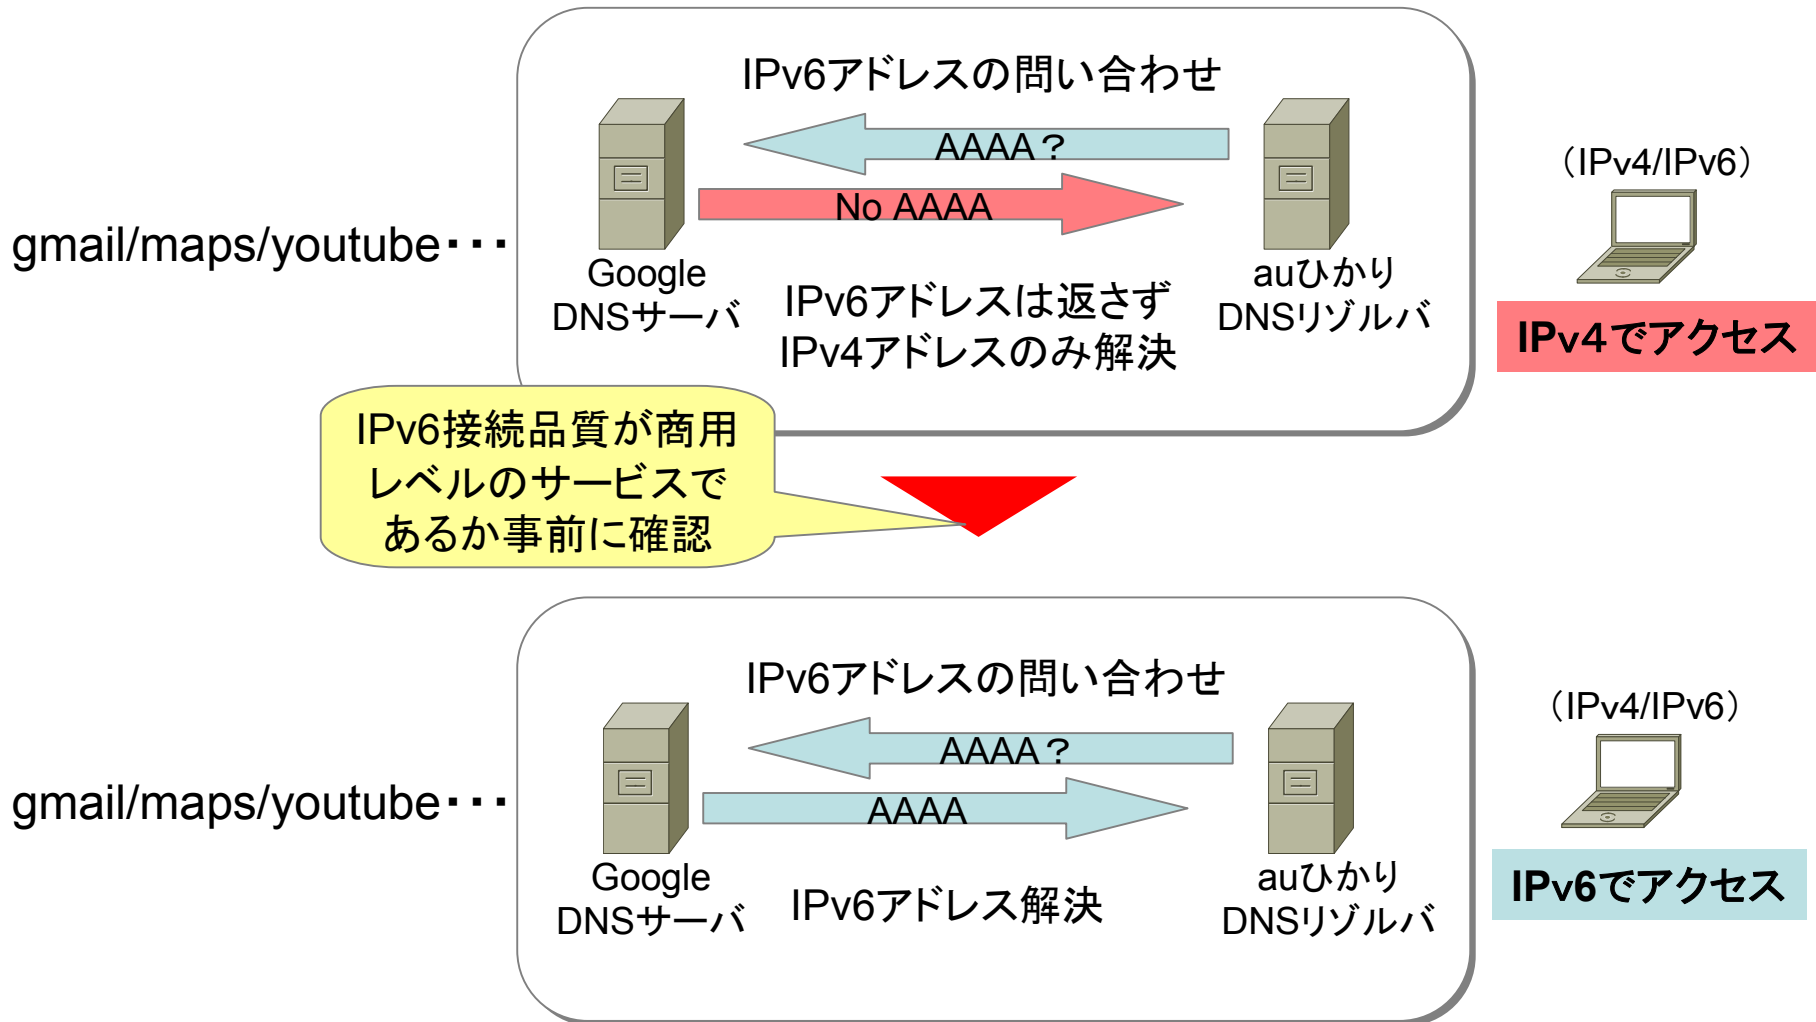 IPv6アドレスの問い合わせ
AAAA？
No AAAA
（IPv4/IPv6）
gmail/maps/youtube・・・
Google
DNSサーバ
IPv6アドレスは返さず
IPv4アドレスのみ解決
auひかり
DNSリゾルバ
IPv4でアクセス
IPv6接続品質が商用
レベルのサービスで
あるか事前に確認
IPv6アドレスの問い合わせ
AAAA？
AAAA
（IPv4/IPv6）
gmail/maps/youtube・・・
Google
DNSサーバ
IPv6アドレス解決
auひかり
DNSリゾルバ
IPv6でアクセス